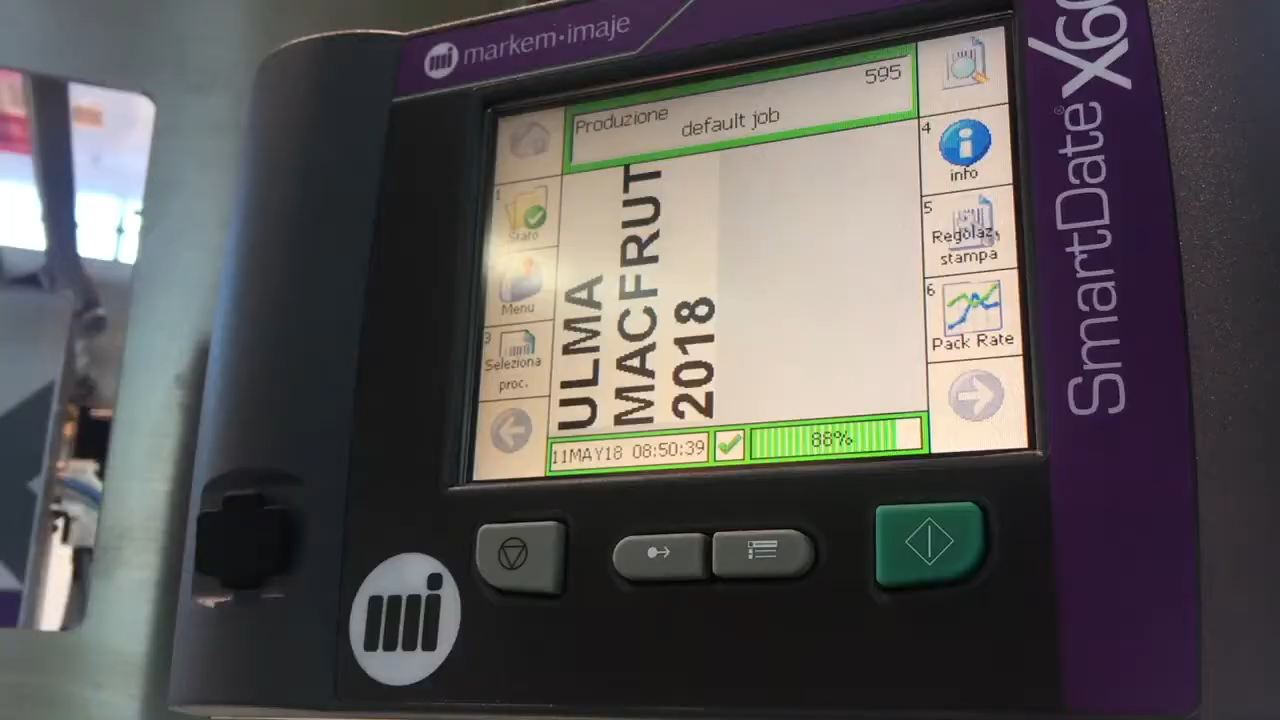 markem·imaje
Produzione
595
default job
1
Stato
Menu
3
Seleziona
proc.
ULMA
MACFRUT
2018
4
info
5
Regolaz.
stampa
6
Pack Rate
11MAY18 08:50:39
88%
SmartDate